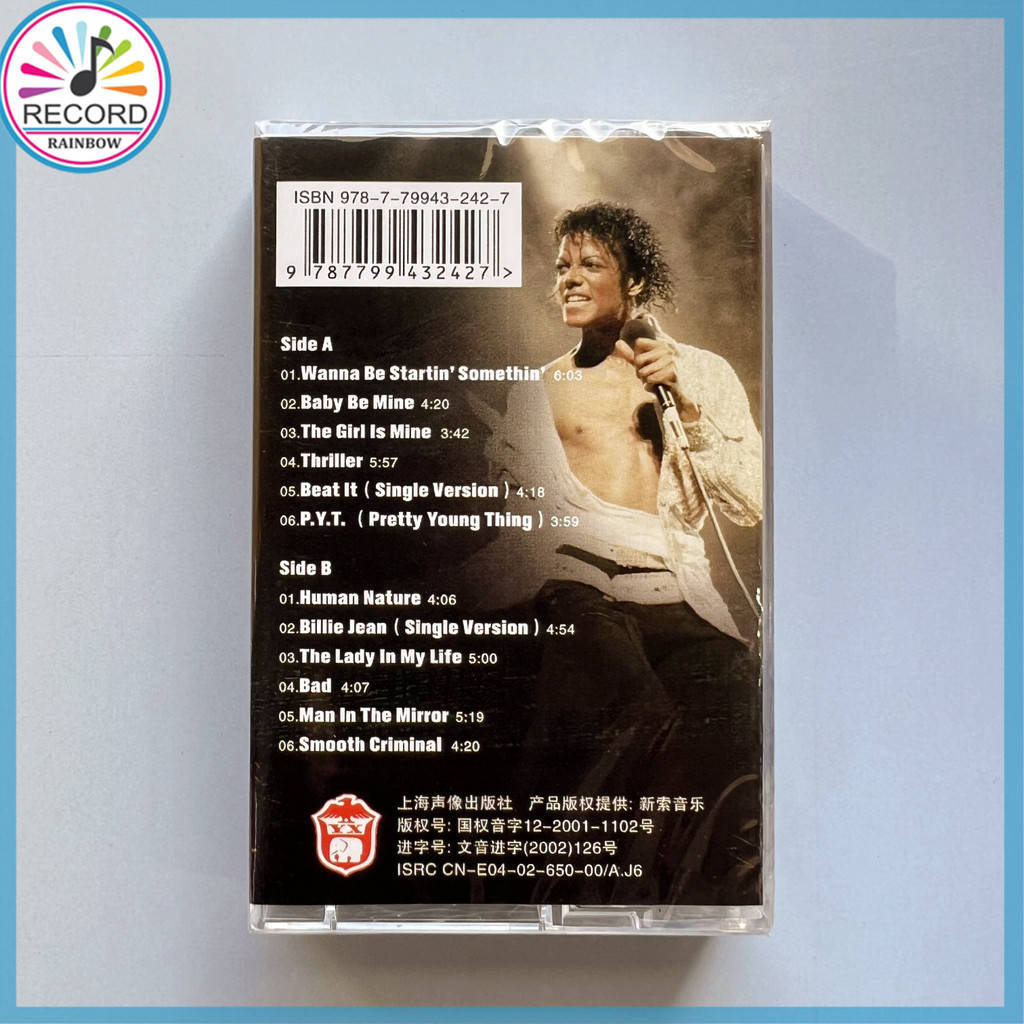 RECORD
RAINBOW
ISBN 978-7-79943-242-7
9 787799 432427 >
Side A
01.Wanna Be Startin' Somethin' 6:03
02.Baby Be Mine 4:20
03.The Girl Is Mine 3:42
04.Thriller 5:57
05.Beat It ( Single Version ) 4:18
06.P.Y.T. ( Pretty Young Thing ) 3:59
Side B
01.Human Nature 4:06
02.Billie Jean ( Single Version ) 4:54
03.The Lady In My Life 5:00
04.Bad 4:07
05.Man In The Mirror 5:19
06.Smooth Criminal 4:20
YX
上海声像出版社 产品版权提供: 新索音乐
版权号: 国权音字12-2001-1102号
进字号: 文音进字(2002)126号
ISRC CN-E04-02-650-00/A.J6